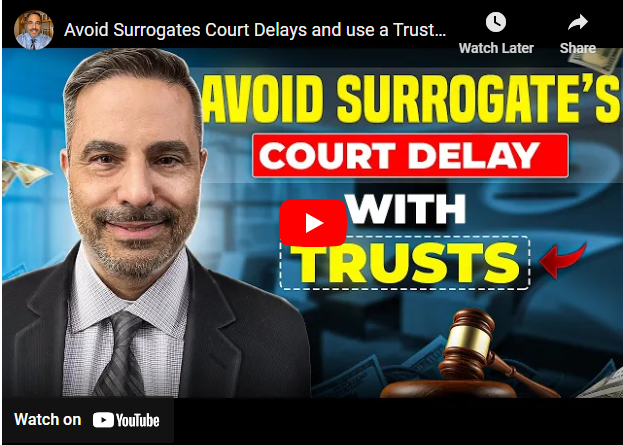 Avoid Surrogates Court Delays and use a Trust…
Watch Later
Share
AVOID SURROGATE'S
COURT DELAY
WITH
TRUSTS
Watch on YouTube